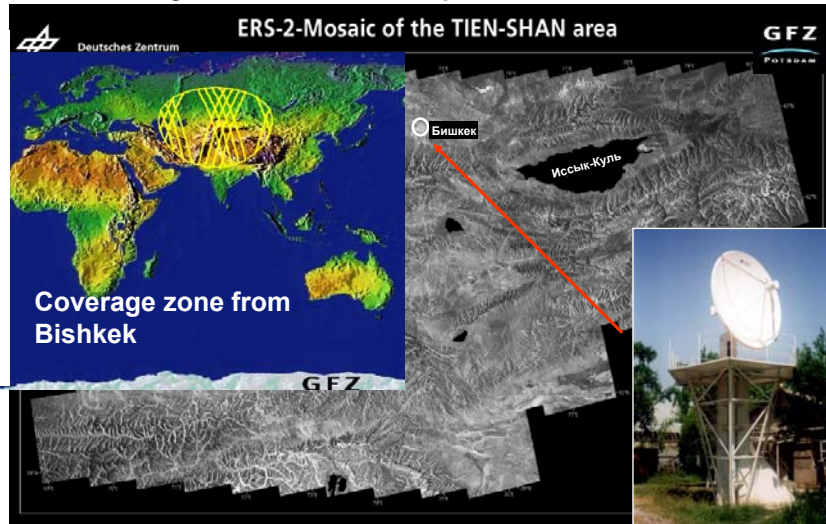 ERS-2-Mosaic of the TIEN-SHAN area
Deutsches Zentrum
GFZ
POTSDAM
Almaty
Бишкек
Иссык-Куль
Coverage zone from
Bishkek
GFZ